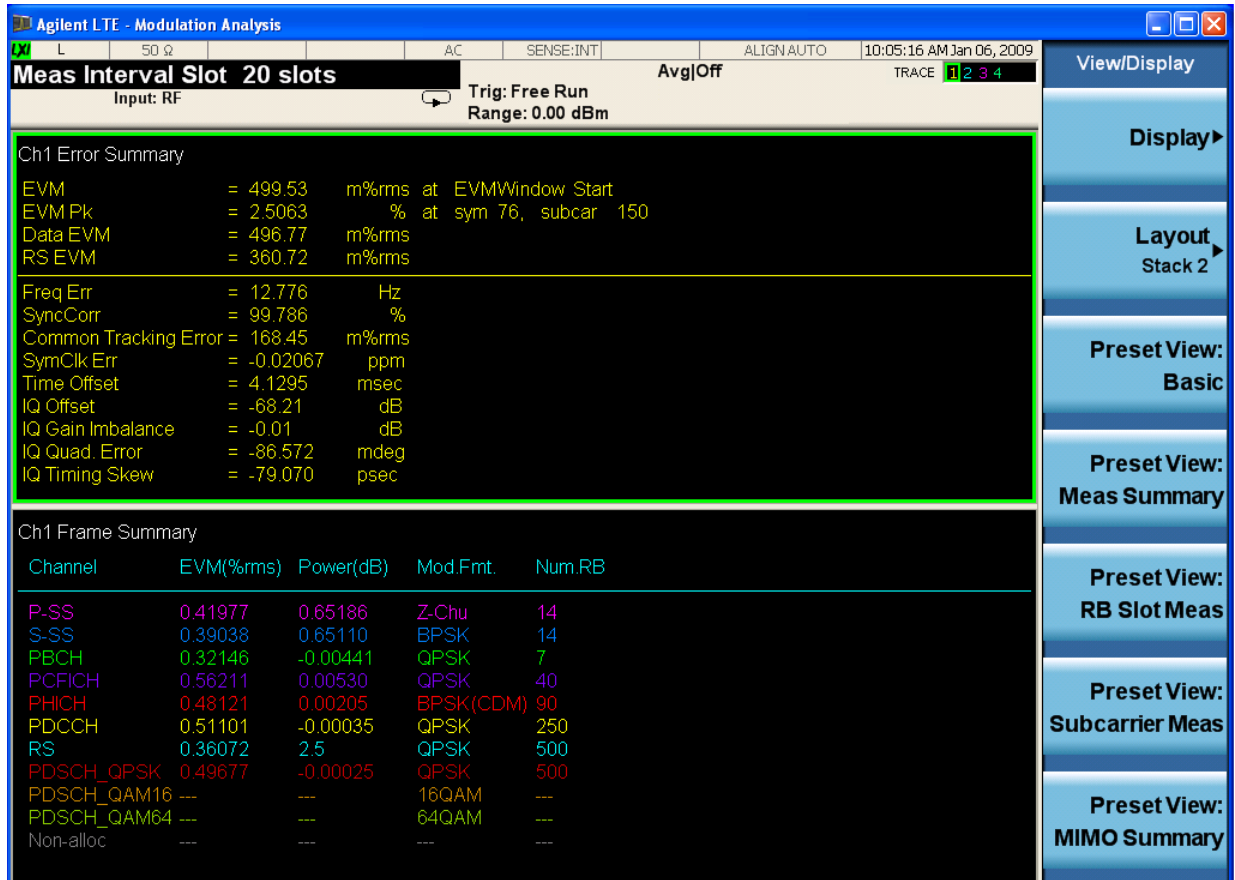 Agilent LTE - Modulation Analysis
LXI L 50 Ω AC SENSE:INT ALIGN AUTO 10:05:16 AM Jan 06, 2009
Meas Interval Slot 20 slots
Input: RF
Trig: Free Run
Range: 0.00 dBm
Avg|Off
TRACE 1 2 3 4
Ch1 Error Summary
EVM = 499.53 m%rms at EVMWindow Start
EVM Pk = 2.5063 % at sym 76, subcar 150
Data EVM = 496.77 m%rms
RS EVM = 360.72 m%rms
Freq Err = 12.776 Hz
SyncCorr = 99.786 %
Common Tracking Error = 168.45 m%rms
SymClk Err = -0.02067 ppm
Time Offset = 4.1295 msec
IQ Offset = -68.21 dB
IQ Gain Imbalance = -0.01 dB
IQ Quad. Error = -86.572 mdeg
IQ Timing Skew = -79.070 psec
Ch1 Frame Summary
Channel EVM(%rms) Power(dB) Mod.Fmt. Num.RB
P-SS 0.41977 0.65186 Z-Chu 14
S-SS 0.39038 0.65110 BPSK 14
PBCH 0.32146 -0.00441 QPSK 7
PCFICH 0.56211 0.00530 QPSK 40
PHICH 0.48121 0.00205 BPSK(CDM) 90
PDCCH 0.51101 -0.00035 QPSK 250
RS 0.36072 2.5 QPSK 500
PDSCH_QPSK 0.49677 -0.00025 QPSK 500
PDSCH_QAM16 --- --- 16QAM ---
PDSCH_QAM64 --- --- 64QAM ---
Non-alloc --- --- --- ---
View/Display
Display
Layout
Stack 2
Preset View:
Basic
Preset View:
Meas Summary
Preset View:
RB Slot Meas
Preset View:
Subcarrier Meas
Preset View:
MIMO Summary